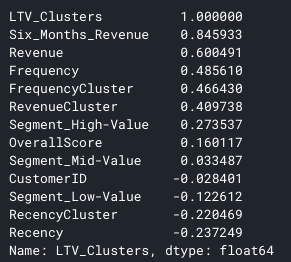 LTV_Clusters 1.000000
Six_Months_Revenue 0.845933
Revenue 0.600491
Frequency 0.485610
FrequencyCluster 0.466430
RevenueCluster 0.409738
Segment_High-Value 0.273537
OverallScore 0.160117
Segment_Mid-Value 0.033487
CustomerID -0.028401
Segment_Low-Value -0.122612
RecencyCluster -0.220469
Recency -0.237249
Name: LTV_Clusters, dtype: float64